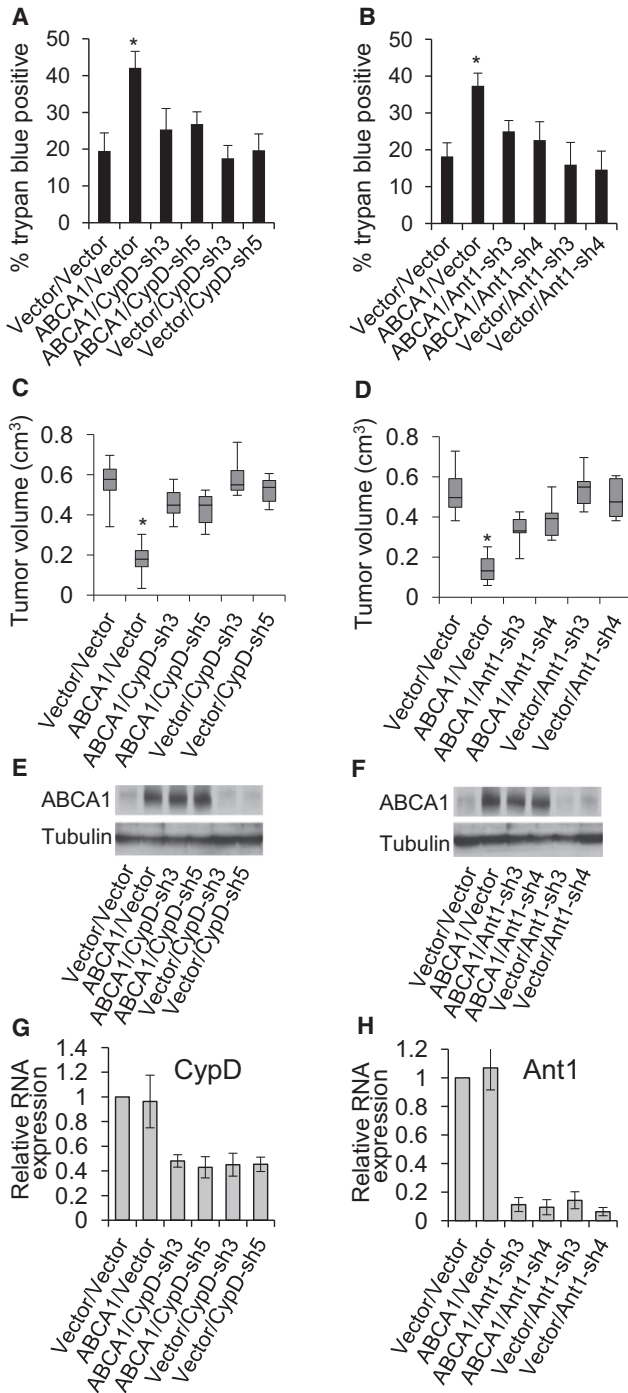 A
% trypan blue positive
50
40
30
20
10
0
*
Vector/Vector
ABCA1/Vector
ABCA1/CypD-sh3
ABCA1/CypD-sh5
Vector/CypD-sh3
Vector/CypD-sh5
B
% trypan blue positive
50
40
30
20
10
0
*
Vector/Vector
ABCA1/Vector
ABCA1/Ant1-sh3
ABCA1/Ant1-sh4
Vector/Ant1-sh3
Vector/Ant1-sh4
C
Tumor volume (cm³)
0.8
0.6
0.4
0.2
0
*
Vector/Vector
ABCA1/Vector
ABCA1/CypD-sh3
ABCA1/CypD-sh5
Vector/CypD-sh3
Vector/CypD-sh5
D
Tumor volume (cm³)
0.8
0.6
0.4
0.2
0
*
Vector/Vector
ABCA1/Vector
ABCA1/Ant1-sh3
ABCA1/Ant1-sh4
Vector/Ant1-sh3
Vector/Ant1-sh4
E
ABCA1
Tubulin
Vector/Vector
ABCA1/Vector
ABCA1/CypD-sh3
ABCA1/CypD-sh5
Vector/CypD-sh3
Vector/CypD-sh5
F
ABCA1
Tubulin
Vector/Vector
ABCA1/Vector
ABCA1/Ant1-sh3
ABCA1/Ant1-sh4
Vector/Ant1-sh3
Vector/Ant1-sh4
G
Relative RNA
expression
1.4
1.2
1
0.8
0.6
0.4
0.2
0
CypD
Vector/Vector
ABCA1/Vector
ABCA1/CypD-sh3
ABCA1/CypD-sh5
Vector/CypD-sh3
Vector/CypD-sh5
H
Relative RNA
expression
1.2
1
0.8
0.6
0.4
0.2
0
Ant1
Vector/Vector
ABCA1/Vector
ABCA1/Ant1-sh3
ABCA1/Ant1-sh4
Vector/Ant1-sh3
Vector/Ant1-sh4